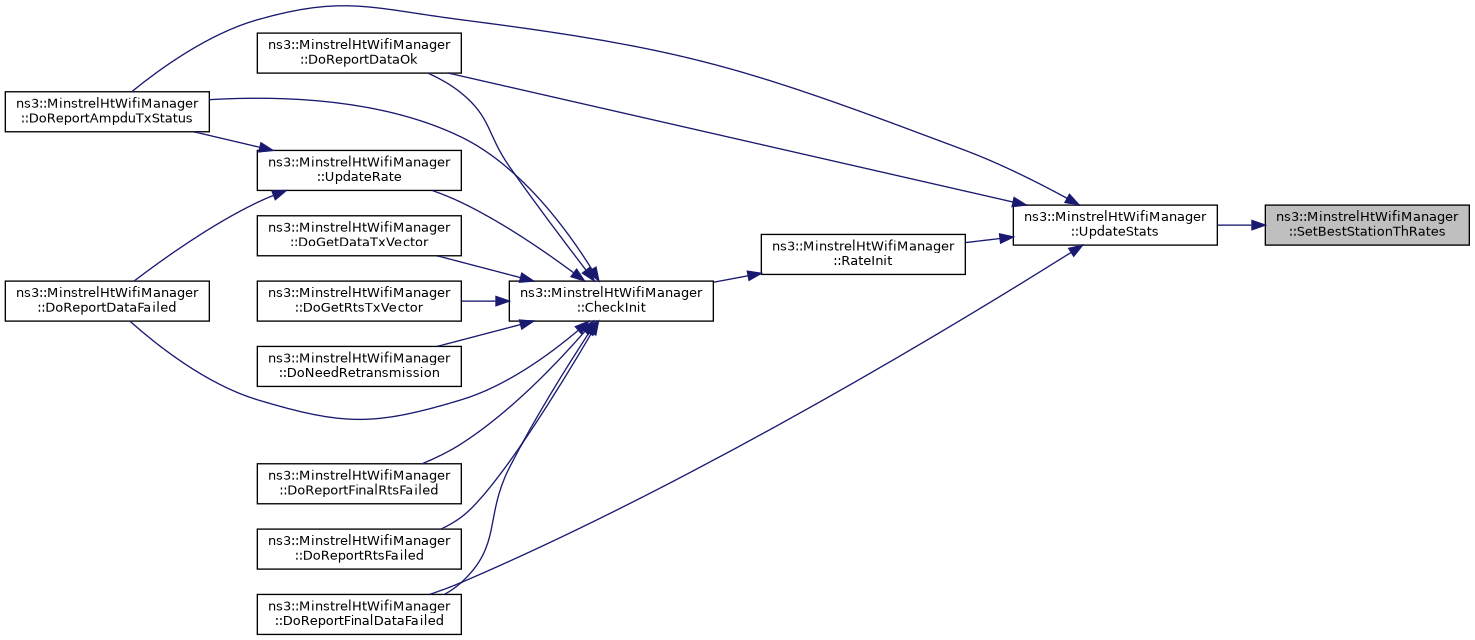 ns3::MinstrelHtWifiManager
::DoReportDataOk
ns3::MinstrelHtWifiManager
::DoReportAmpduTxStatus
ns3::MinstrelHtWifiManager
::UpdateRate
ns3::MinstrelHtWifiManager
::DoGetDataTxVector
ns3::MinstrelHtWifiManager
::DoReportDataFailed
ns3::MinstrelHtWifiManager
::DoGetRtsTxVector
ns3::MinstrelHtWifiManager
::DoNeedRetransmission
ns3::MinstrelHtWifiManager
::DoReportFinalRtsFailed
ns3::MinstrelHtWifiManager
::DoReportRtsFailed
ns3::MinstrelHtWifiManager
::DoReportFinalDataFailed
ns3::MinstrelHtWifiManager
::CheckInit
ns3::MinstrelHtWifiManager
::RateInit
ns3::MinstrelHtWifiManager
::UpdateStats
ns3::MinstrelHtWifiManager
::SetBestStationThRates